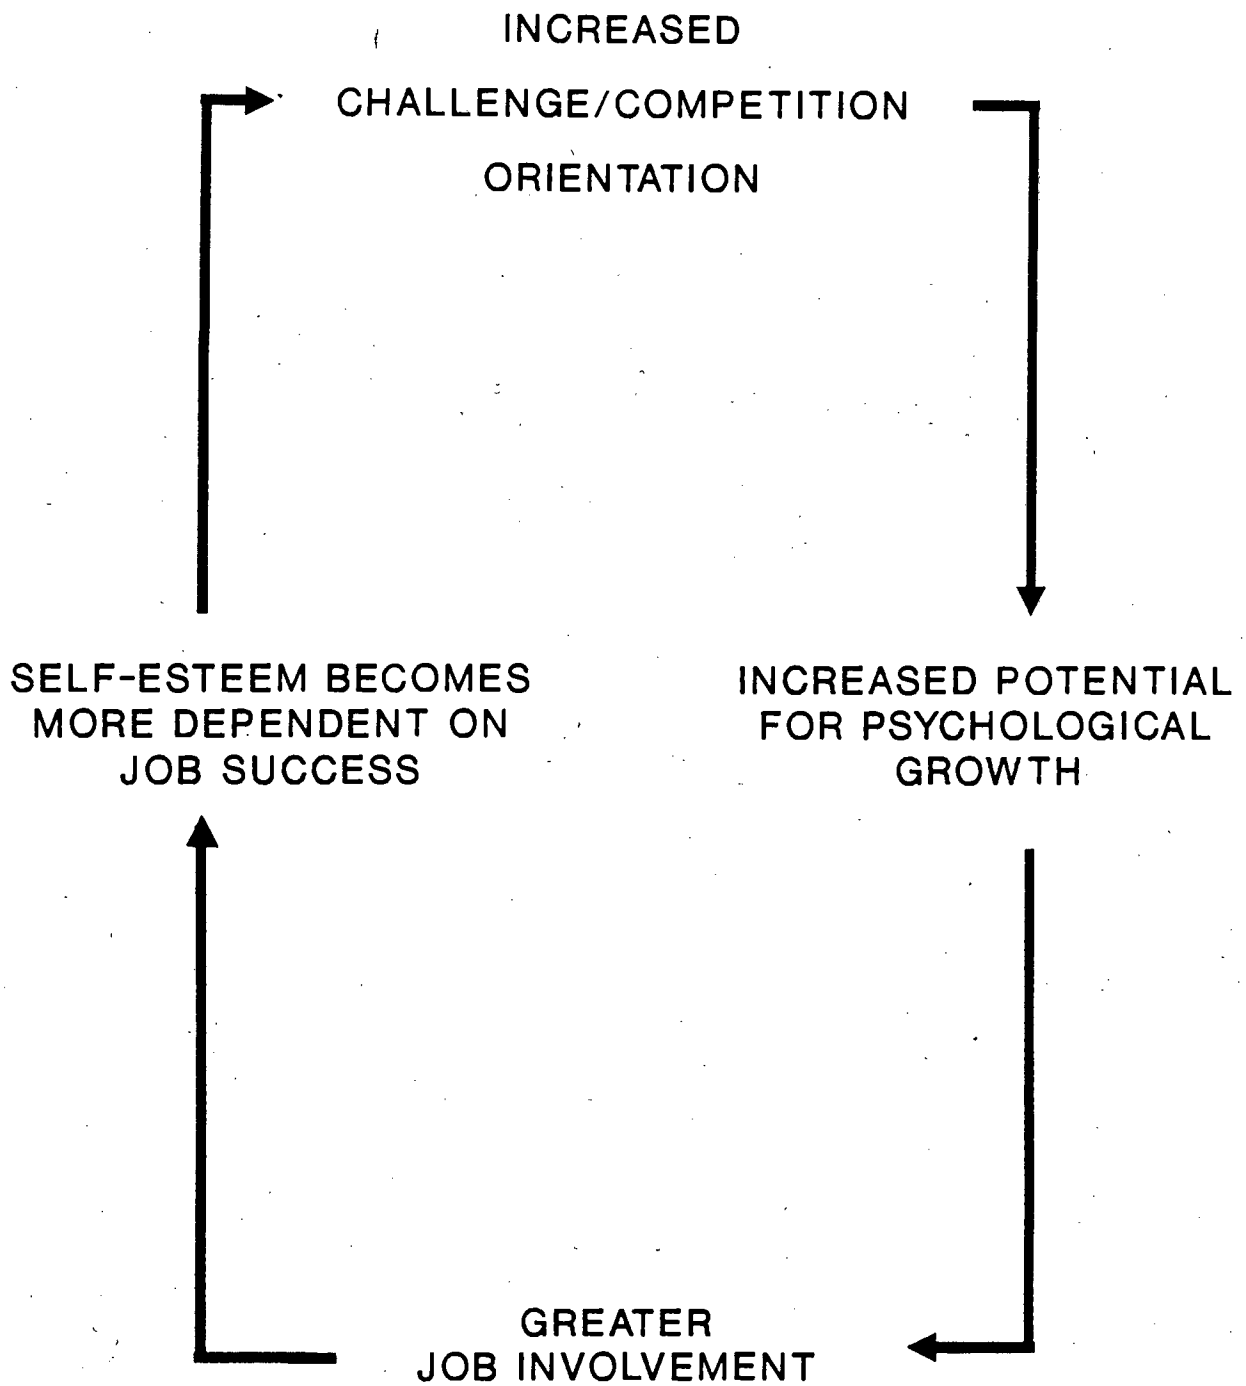 INCREASED
CHALLENGE/COMPETITION
ORIENTATION
SELF-ESTEEM BECOMES
MORE DEPENDENT ON
JOB SUCCESS
INCREASED POTENTIAL
FOR PSYCHOLOGICAL
GROWTH
GREATER
JOB INVOLVEMENT